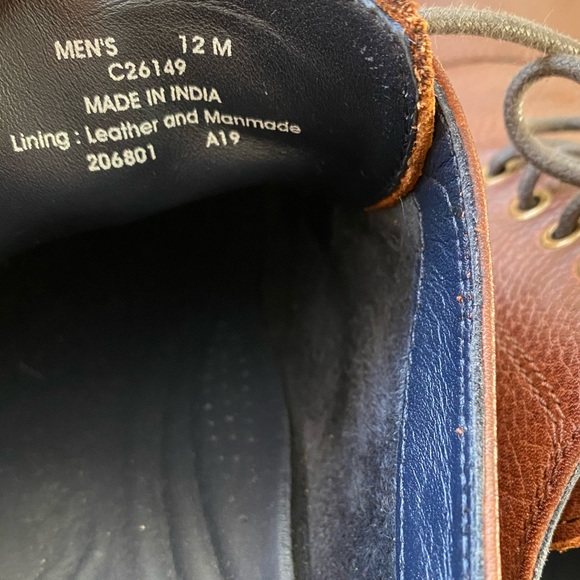 MEN'S 12 M
C26149
MADE IN INDIA
Lining : Leather and Manmade
206801 A19